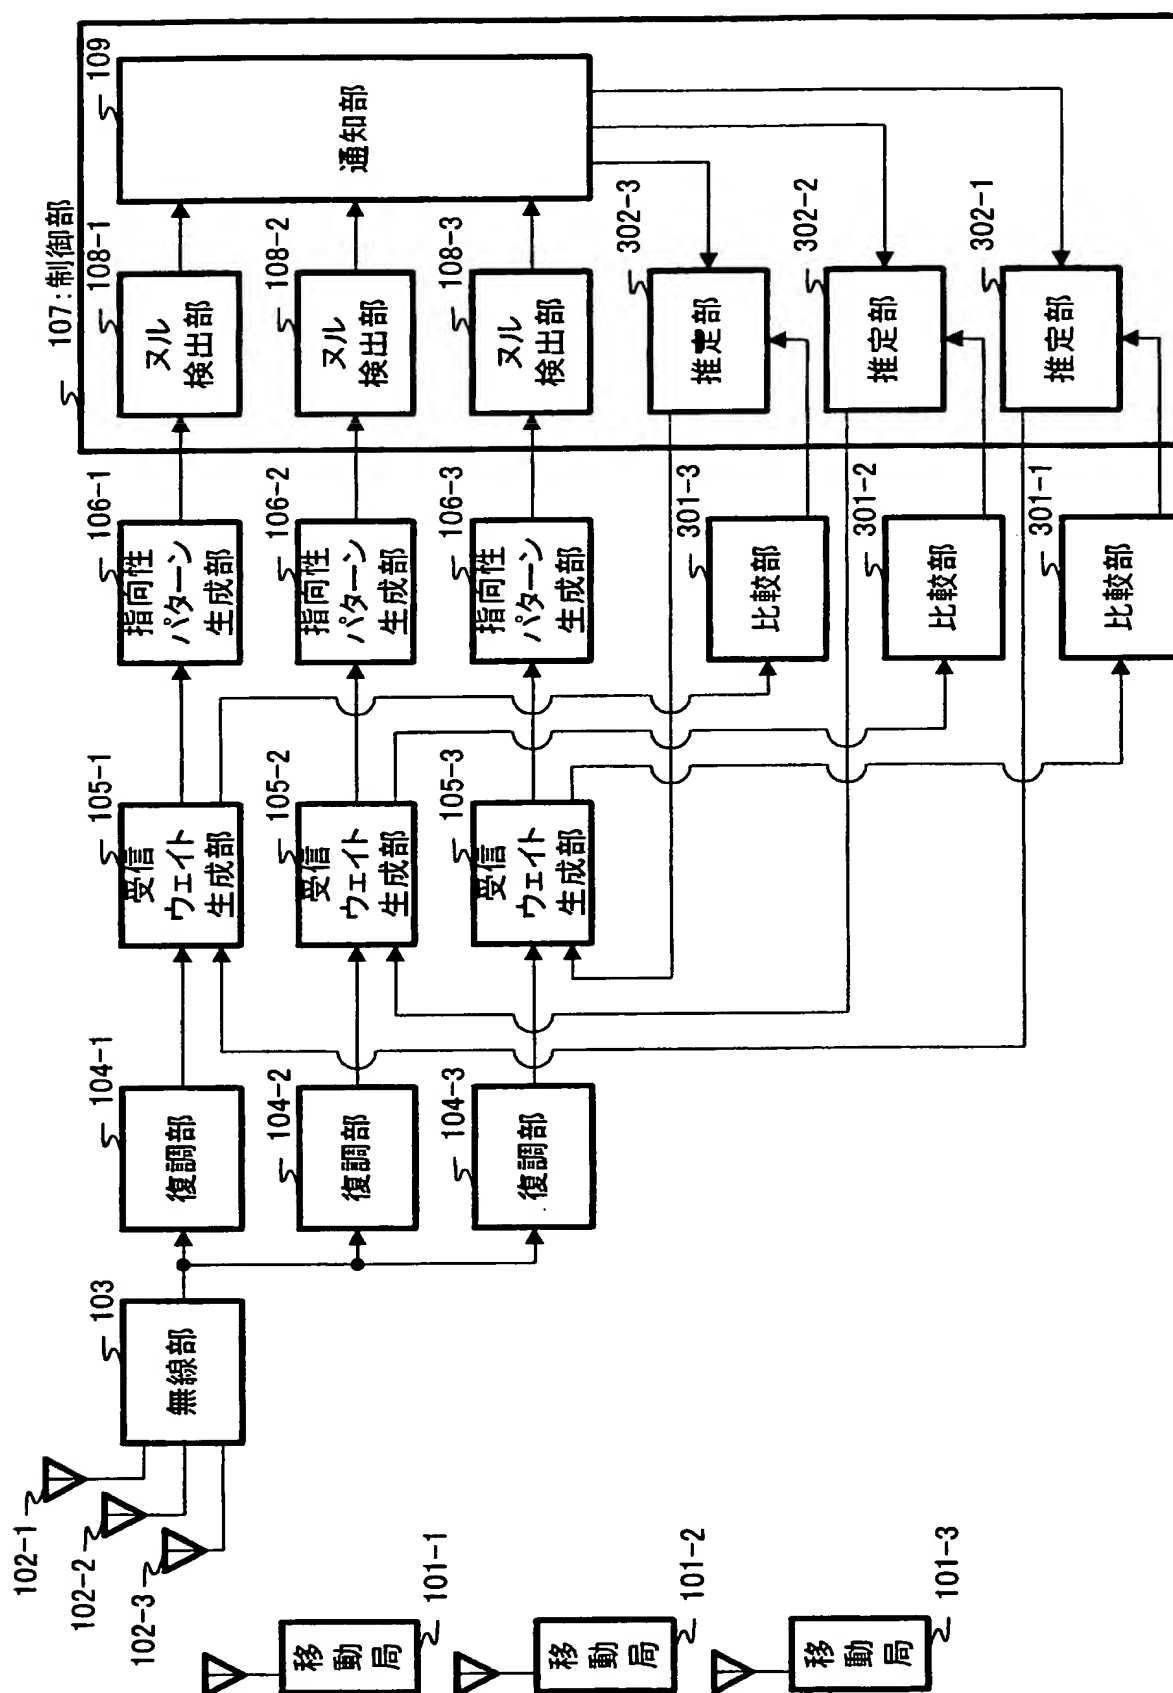 102-1
102-2
102-3
101-1
移動局
101-2
移動局
101-3
移動局
103
無線部
104-1
復調部
104-2
復調部
104-3
復調部
105-1
受信
ウェイト
生成部
105-2
受信
ウェイト
生成部
105-3
受信
ウェイト
生成部
106-1
指向性
パターン
生成部
106-2
指向性
パターン
生成部
106-3
指向性
パターン
生成部
301-3
比較部
301-2
比較部
301-1
比較部
107:制御部
108-1
ヌル
検出部
108-2
ヌル
検出部
108-3
ヌル
検出部
302-3
推定部
302-2
推定部
302-1
推定部
109
通知部